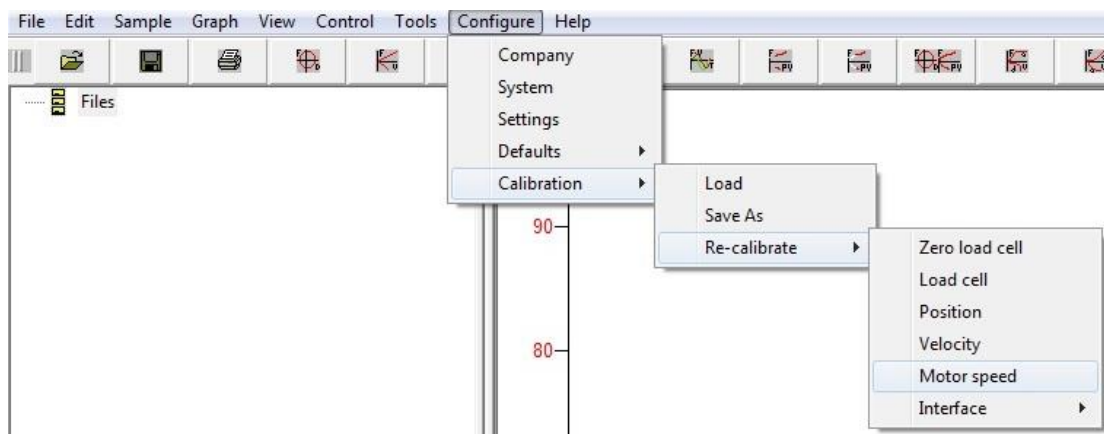 File Edit Sample Graph View Control Tools Configure Help
Files
Company
System
Settings
Defaults
Calibration
Load
Save As
Re-calibrate
Zero load cell
Load cell
Position
Velocity
Motor speed
Interface
90
80